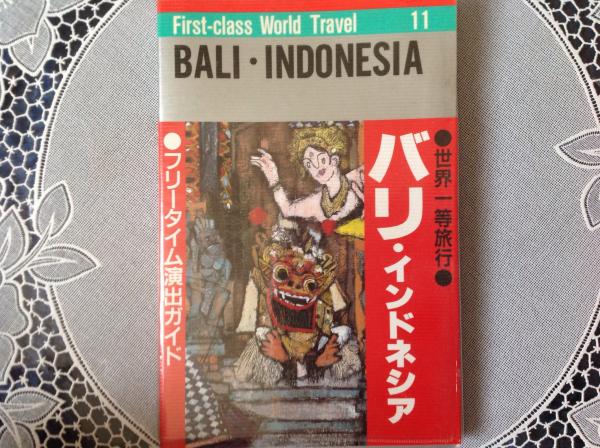 First-class World Travel 11
BALI・INDONESIA
●世界一等旅行●
バリ・インドネシア
●フリータイム演出ガイド